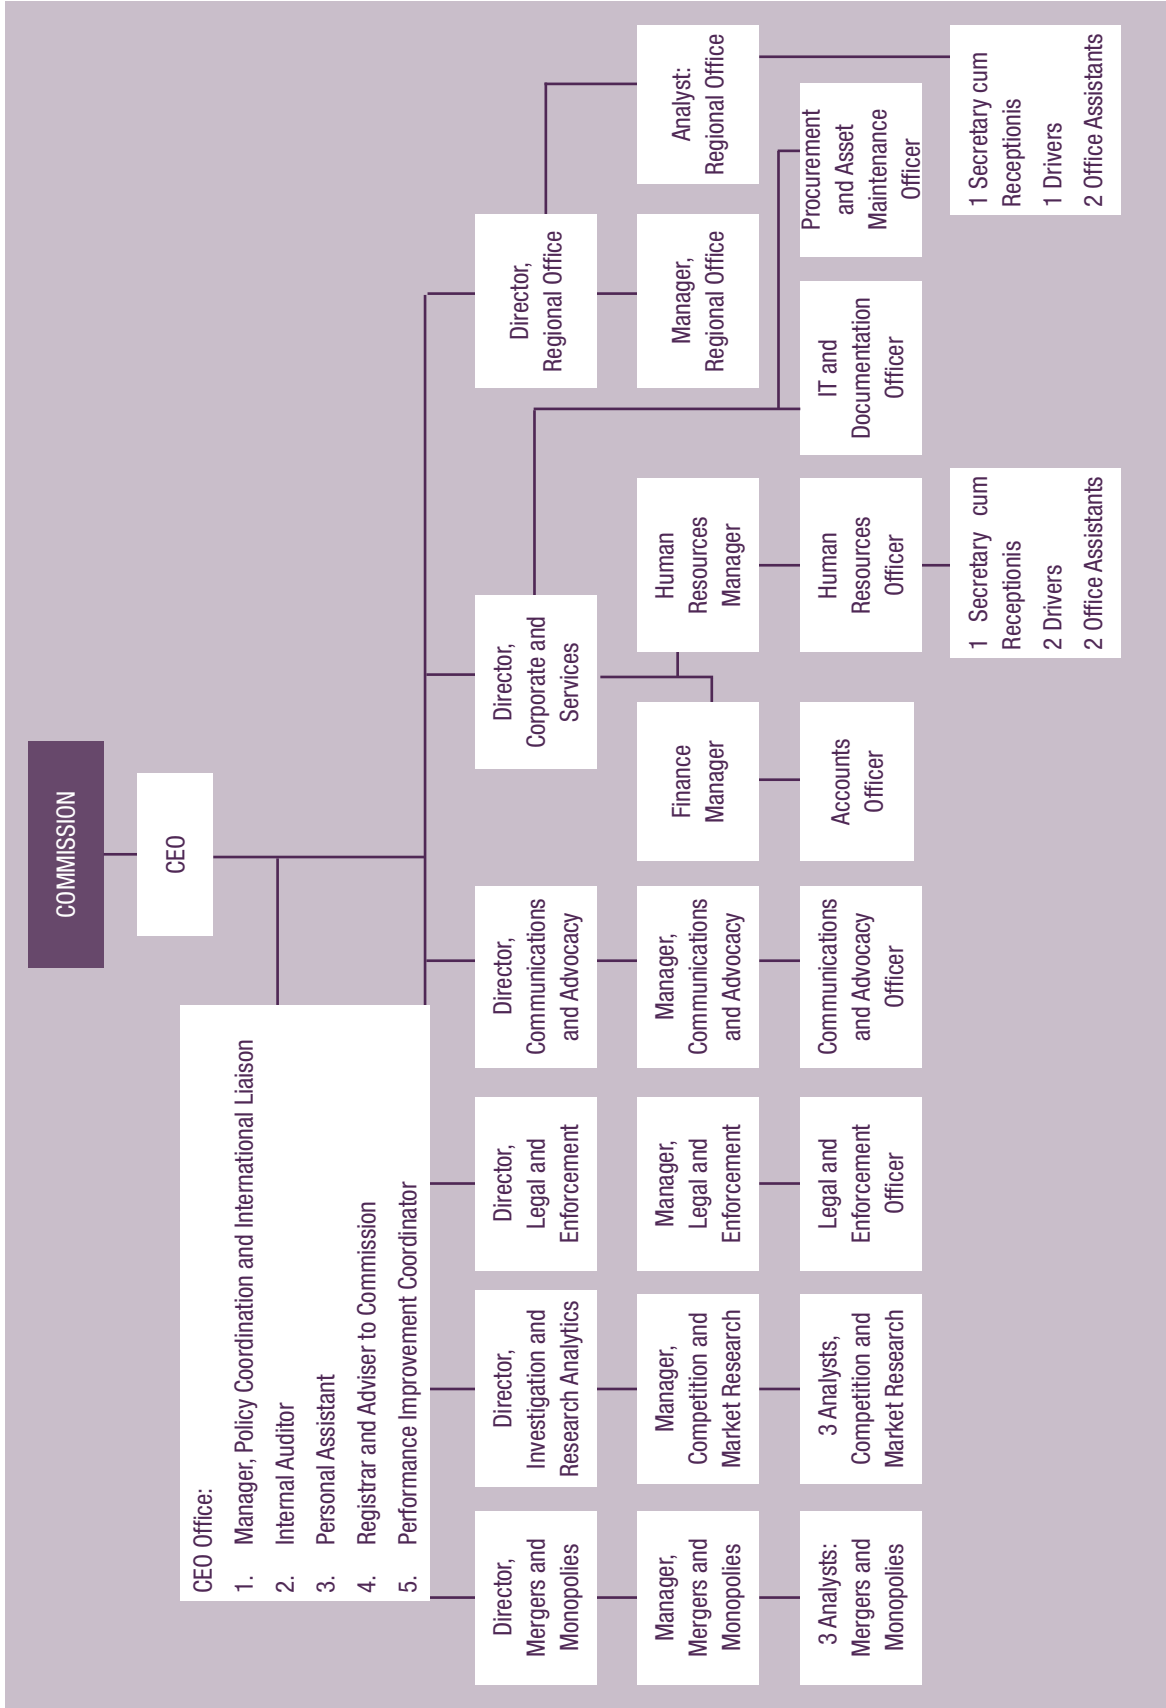 COMMISSION
CEO
CEO Office:
1. Manager, Policy Coordination and International Liaison
2. Internal Auditor
3. Personal Assistant
4. Registrar and Adviser to Commission
5. Performance Improvement Coordinator
Director,
Mergers and
Monopolies
Director,
Investigation and
Research Analytics
Director,
Legal and
Enforcement
Director,
Communications
and Advocacy
Director,
Corporate and
Services
Director,
Regional Office
Manager,
Mergers and
Monopolies
Manager,
Competition and
Market Research
Manager,
Legal and
Enforcement
Manager,
Communications
and Advocacy
Finance
Manager
Human
Resources
Manager
Manager,
Regional Office
Analyst:
Regional Office
3 Analysts:
Mergers and
Monopolies
3 Analysts,
Competition and
Market Research
Legal and
Enforcement
Officer
Communications
and Advocacy
Officer
Accounts
Officer
Human
Resources
Officer
IT and
Documentation
Officer
Procurement
and Asset
Maintenance
Officer
1 Secretary cum
Receptionis
2 Drivers
2 Office Assistants
1 Secretary cum
Receptionis
1 Drivers
2 Office Assistants